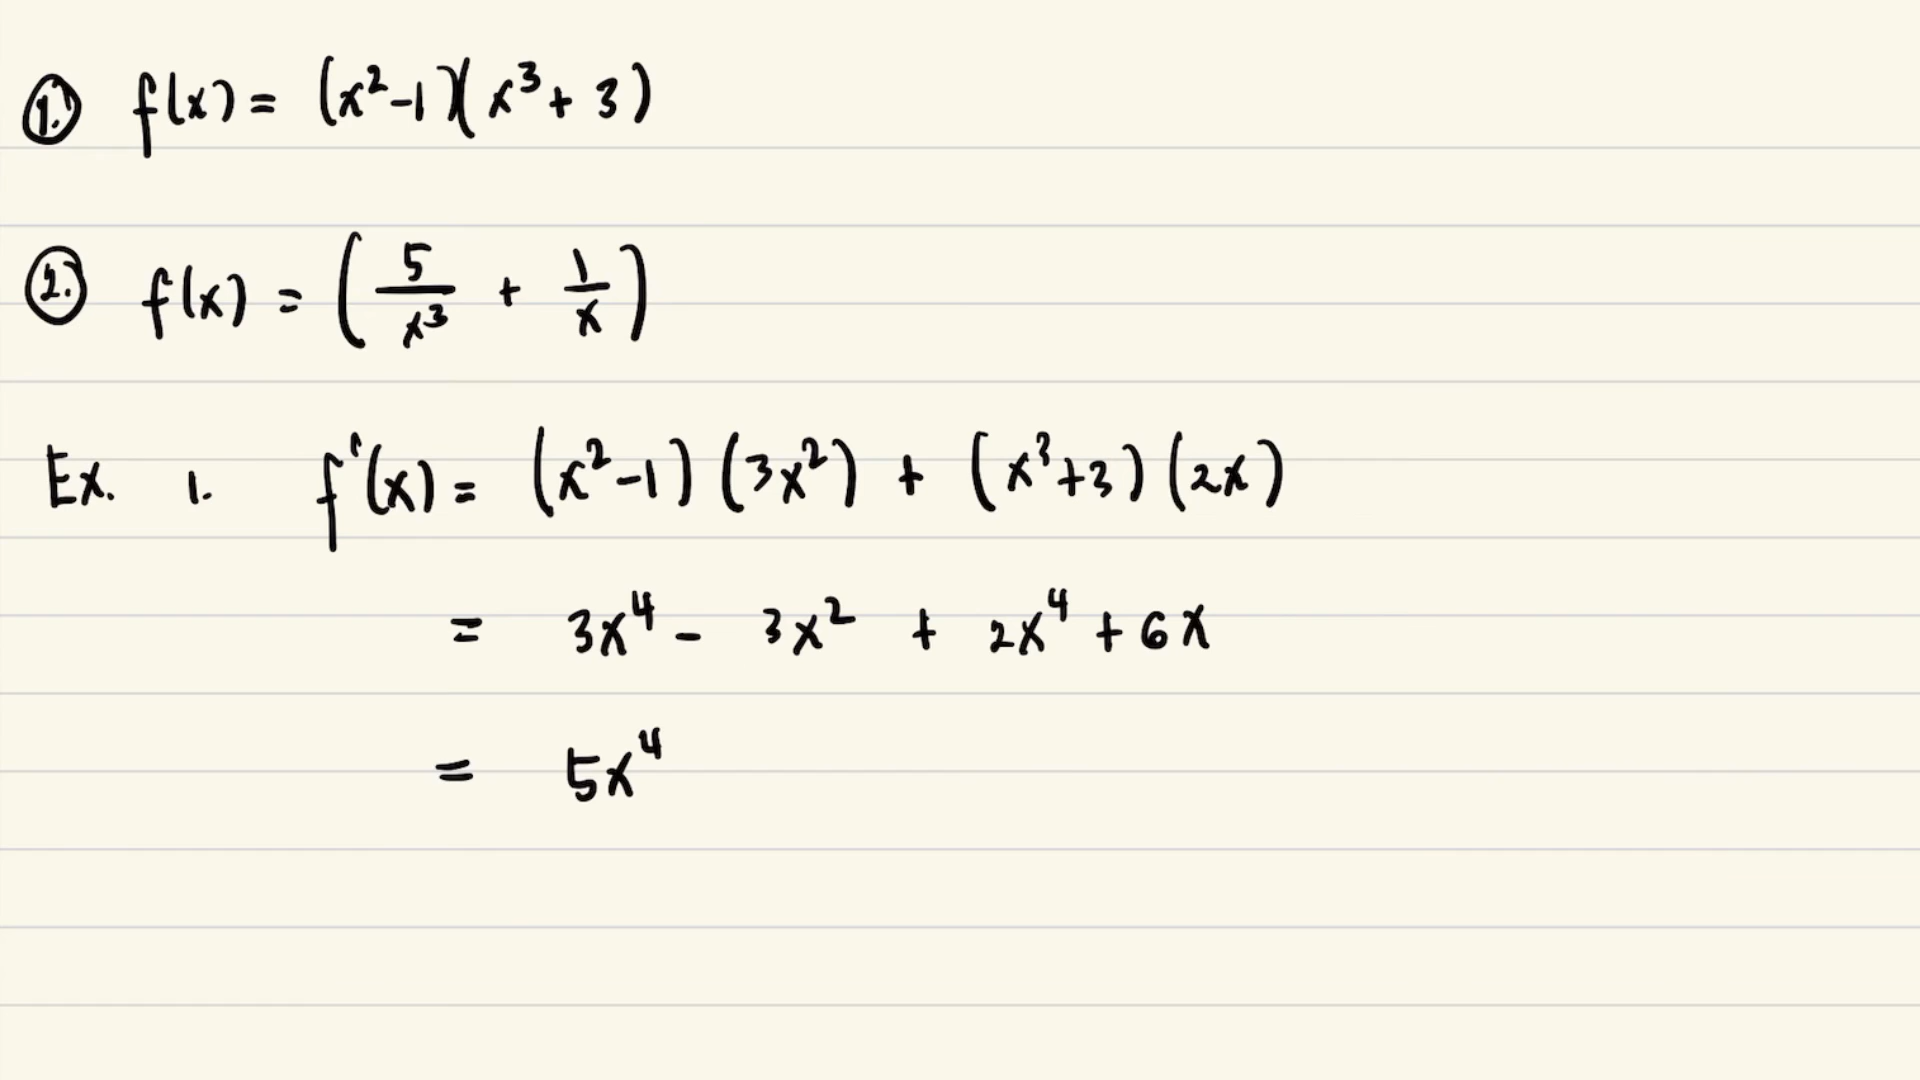 ①. f(x) = (x²-1)(x³+3)
②. f(x) = (5/x³ + 1/x)
Ex. 1. f'(x) = (x²-1)(3x²) + (x³+3)(2x)
= 3x⁴ - 3x² + 2x⁴ + 6x
= 5x⁴